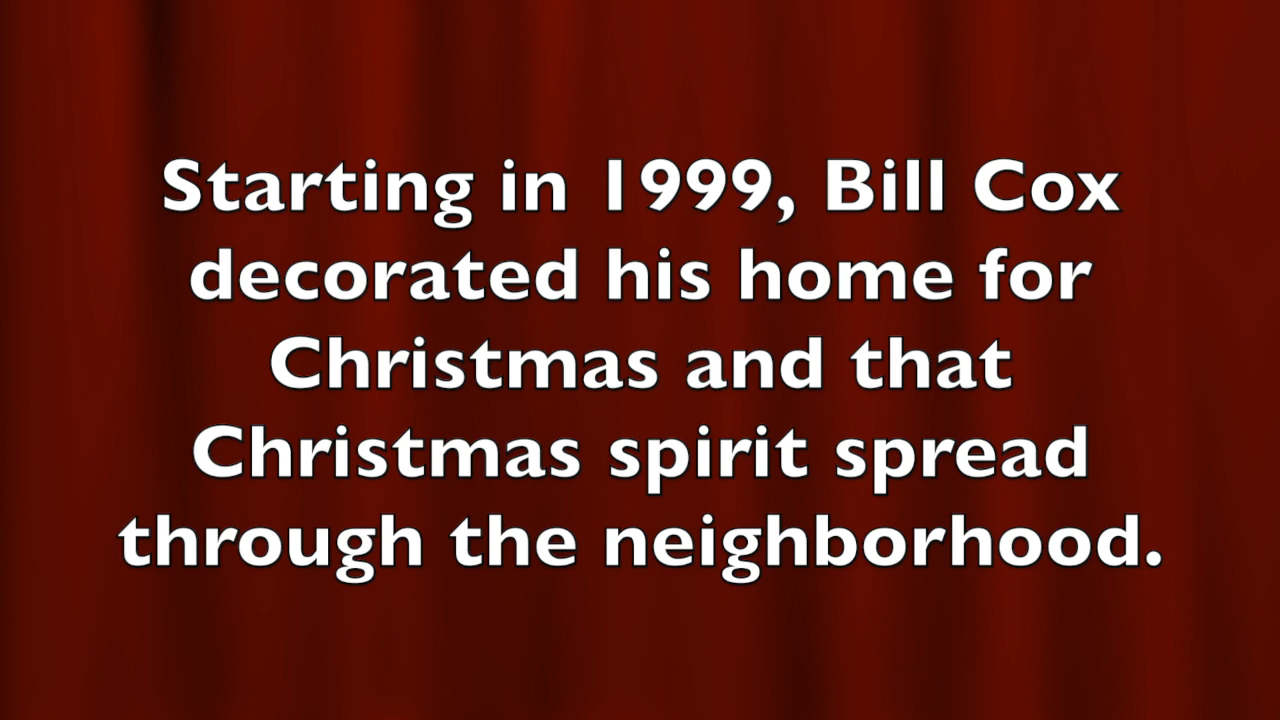 Starting in 1999, Bill Cox
decorated his home for
Christmas and that
Christmas spirit spread
through the neighborhood.